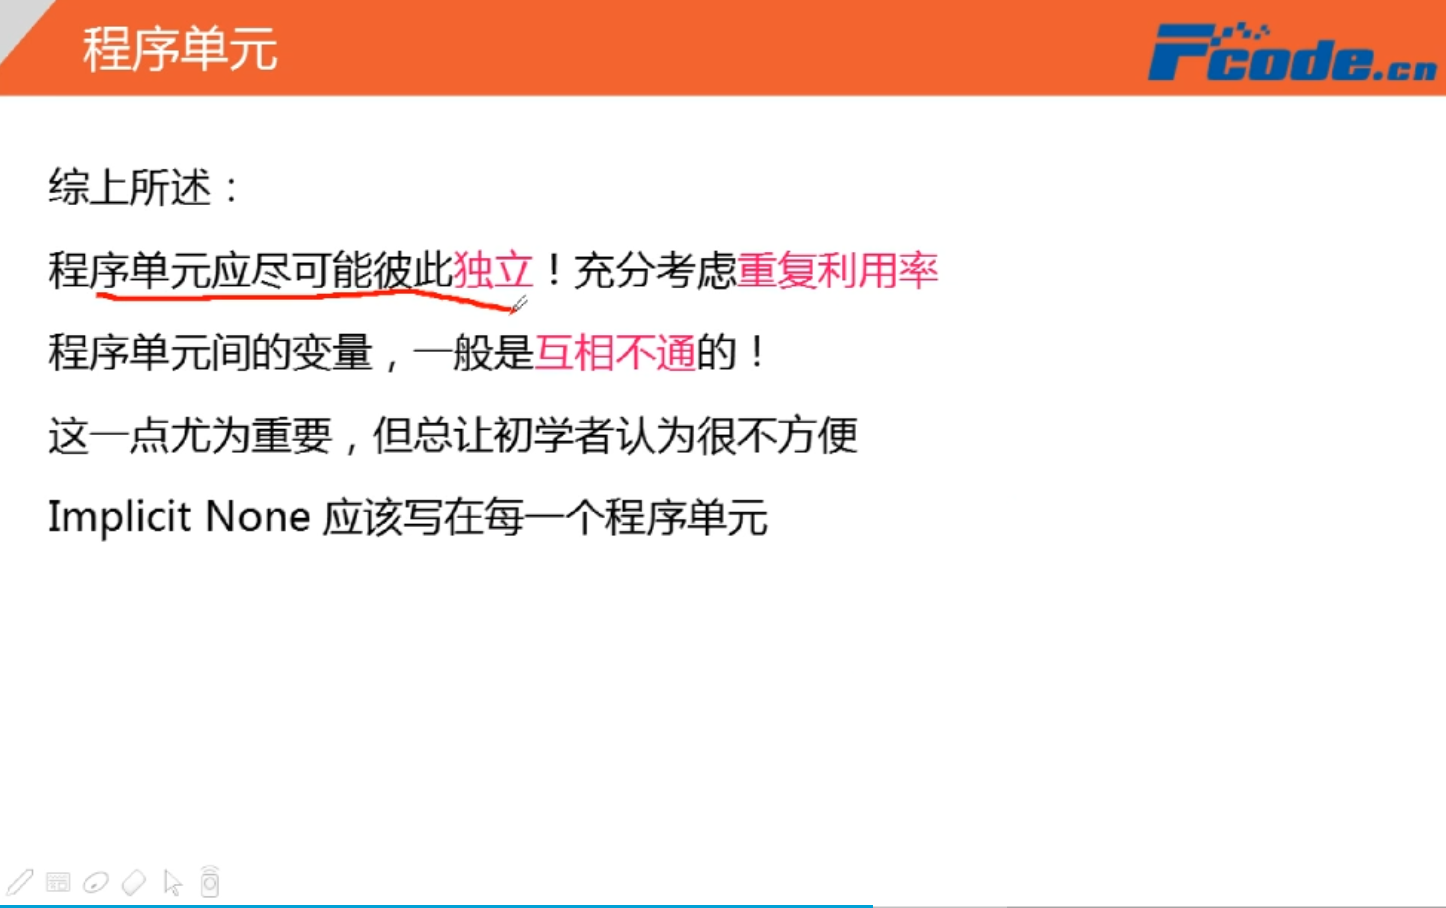 程序单元
Fcode.cn
综上所述：
程序单元应尽可能彼此独立！充分考虑重复利用率
程序单元间的变量，一般是互相不通的！
这一点尤为重要，但总让初学者认为很不方便
Implicit None 应该写在每一个程序单元